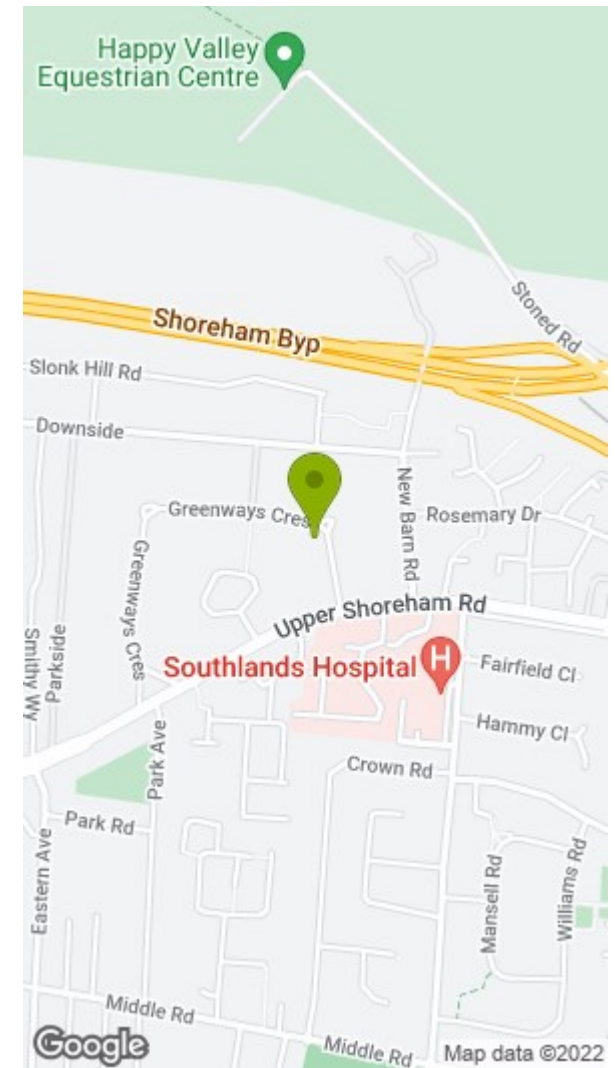 Happy Valley
Equestrian Centre
Stoned Rd
Shoreham Byp
Slonk Hill Rd
Downside
New Barn Rd
Greenways Cres
Rosemary Dr
Greenways Cres
Upper Shoreham Rd
Smithy Wy
Parkside
Southlands Hospital
H
Fairfield Cl
Park Ave
Hammy Cl
Crown Rd
Park Rd
Eastern Ave
Mansell Rd
Williams Rd
Middle Rd
Middle Rd
Google
Map data ©2022